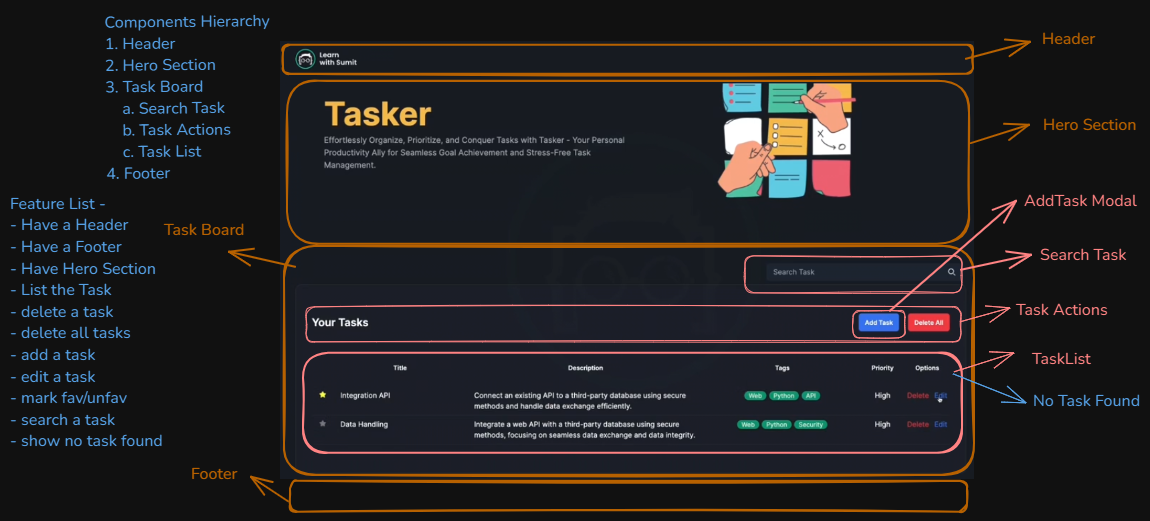 Components Hierarchy
1. Header
2. Hero Section
3. Task Board
a. Search Task
b. Task Actions
c. Task List
4. Footer
Feature List -
- Have a Header
- Have a Footer
- Have Hero Section
- List the Task
- delete a task
- delete all tasks
- add a task
- edit a task
- mark fav/unfav
- search a task
- show no task found
Task Board
Footer
Learn
with Sumit
Tasker
Effortlessly Organize, Prioritize, and Conquer Tasks with Tasker - Your Personal
Productivity Ally for Seamless Goal Achievement and Stress-Free Task
Management.
X
Search Task
Your Tasks
Add Task
Delete All
Title Description Tags Priority Options
Integration API
Connect an existing API to a third-party database using secure
methods and handle data exchange efficiently.
Web Python API
High
Delete Edit
Data Handling
Integrate a web API with a third-party database using secure
methods, focusing on seamless data exchange and data integrity.
Web Python Security
High
Delete Edit
Header
Hero Section
AddTask Modal
Search Task
Task Actions
TaskList
No Task Found